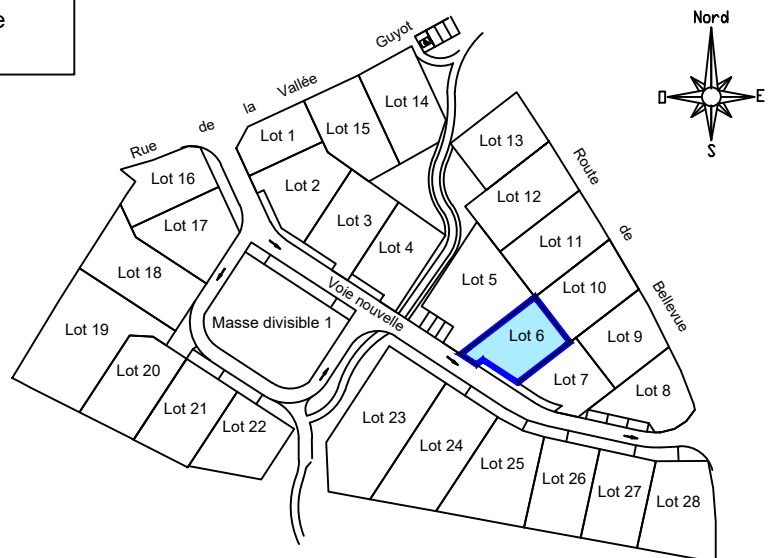 e
Nord
O
E
S
Rue de la Vallée Guyot
Lot 1
Lot 15
Lot 14
Lot 13
Lot 16
Lot 2
Lot 12
Route de Bellevue
Lot 17
Lot 3
Lot 4
Lot 11
Lot 18
Lot 5
Lot 10
Voie nouvelle
Masse divisible 1
Lot 6
Lot 9
Lot 19
Lot 20
Lot 7
Lot 8
Lot 21
Lot 22
Lot 23
Lot 24
Lot 25
Lot 26
Lot 27
Lot 28